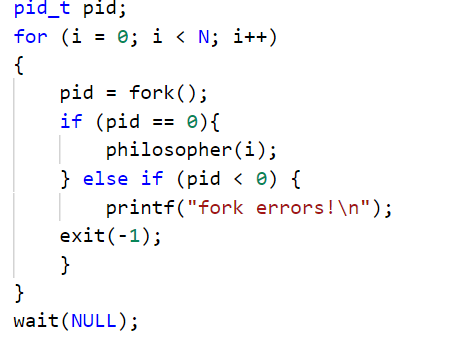 pid_t pid;
for (i = 0; i < N; i++)
{
    pid = fork();
    if (pid == 0){
        philosopher(i);
    } else if (pid < 0) {
        printf("fork errors!\n");
    exit(-1);
    }
}
wait(NULL);